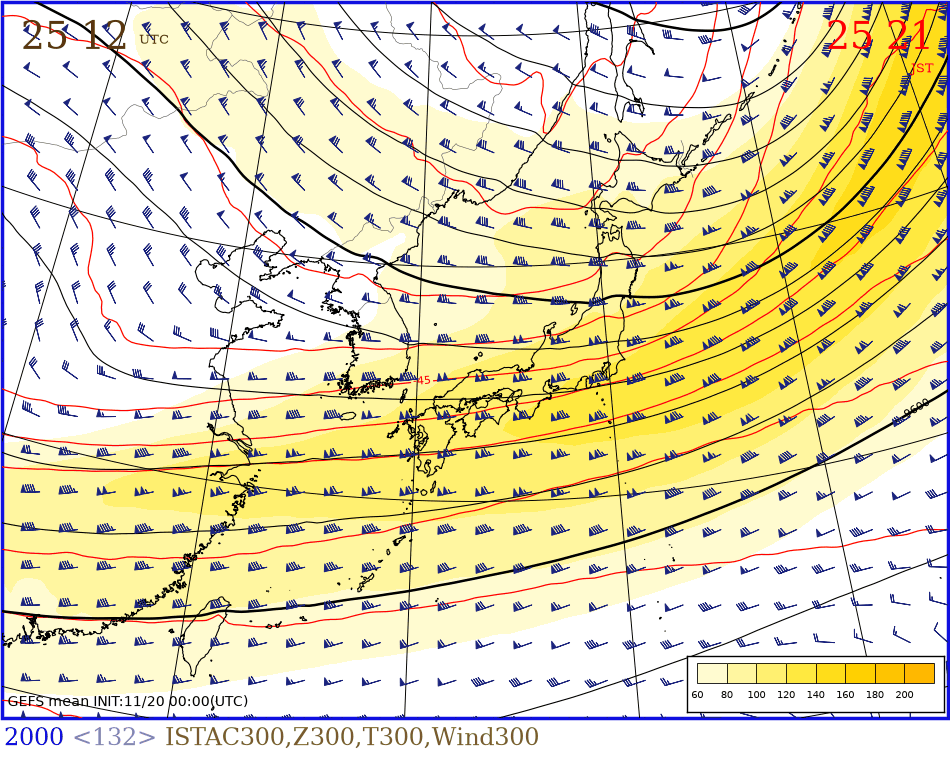 25 12 UTC 25 21 JST
-45
9600
60 80 100 120 140 160 180 200
GEFS mean INIT:11/20 00:00(UTC)
2000 <132> ISTAC300,Z300,T300,Wind300